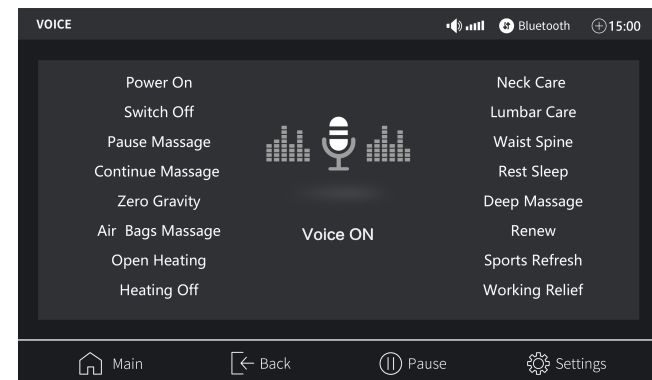 VOICE
Bluetooth
15:00
Power On
Switch Off
Pause Massage
Continue Massage
Zero Gravity
Air Bags Massage
Open Heating
Heating Off
Voice ON
Neck Care
Lumbar Care
Waist Spine
Rest Sleep
Deep Massage
Renew
Sports Refresh
Working Relief
Main
Back
Pause
Settings